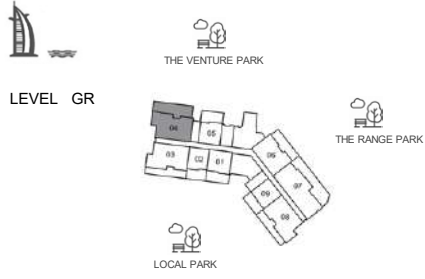 THE VENTURE PARK
LEVEL GR
THE RANGE PARK
04
05
03
02
01
06
07
09
08
LOCAL PARK